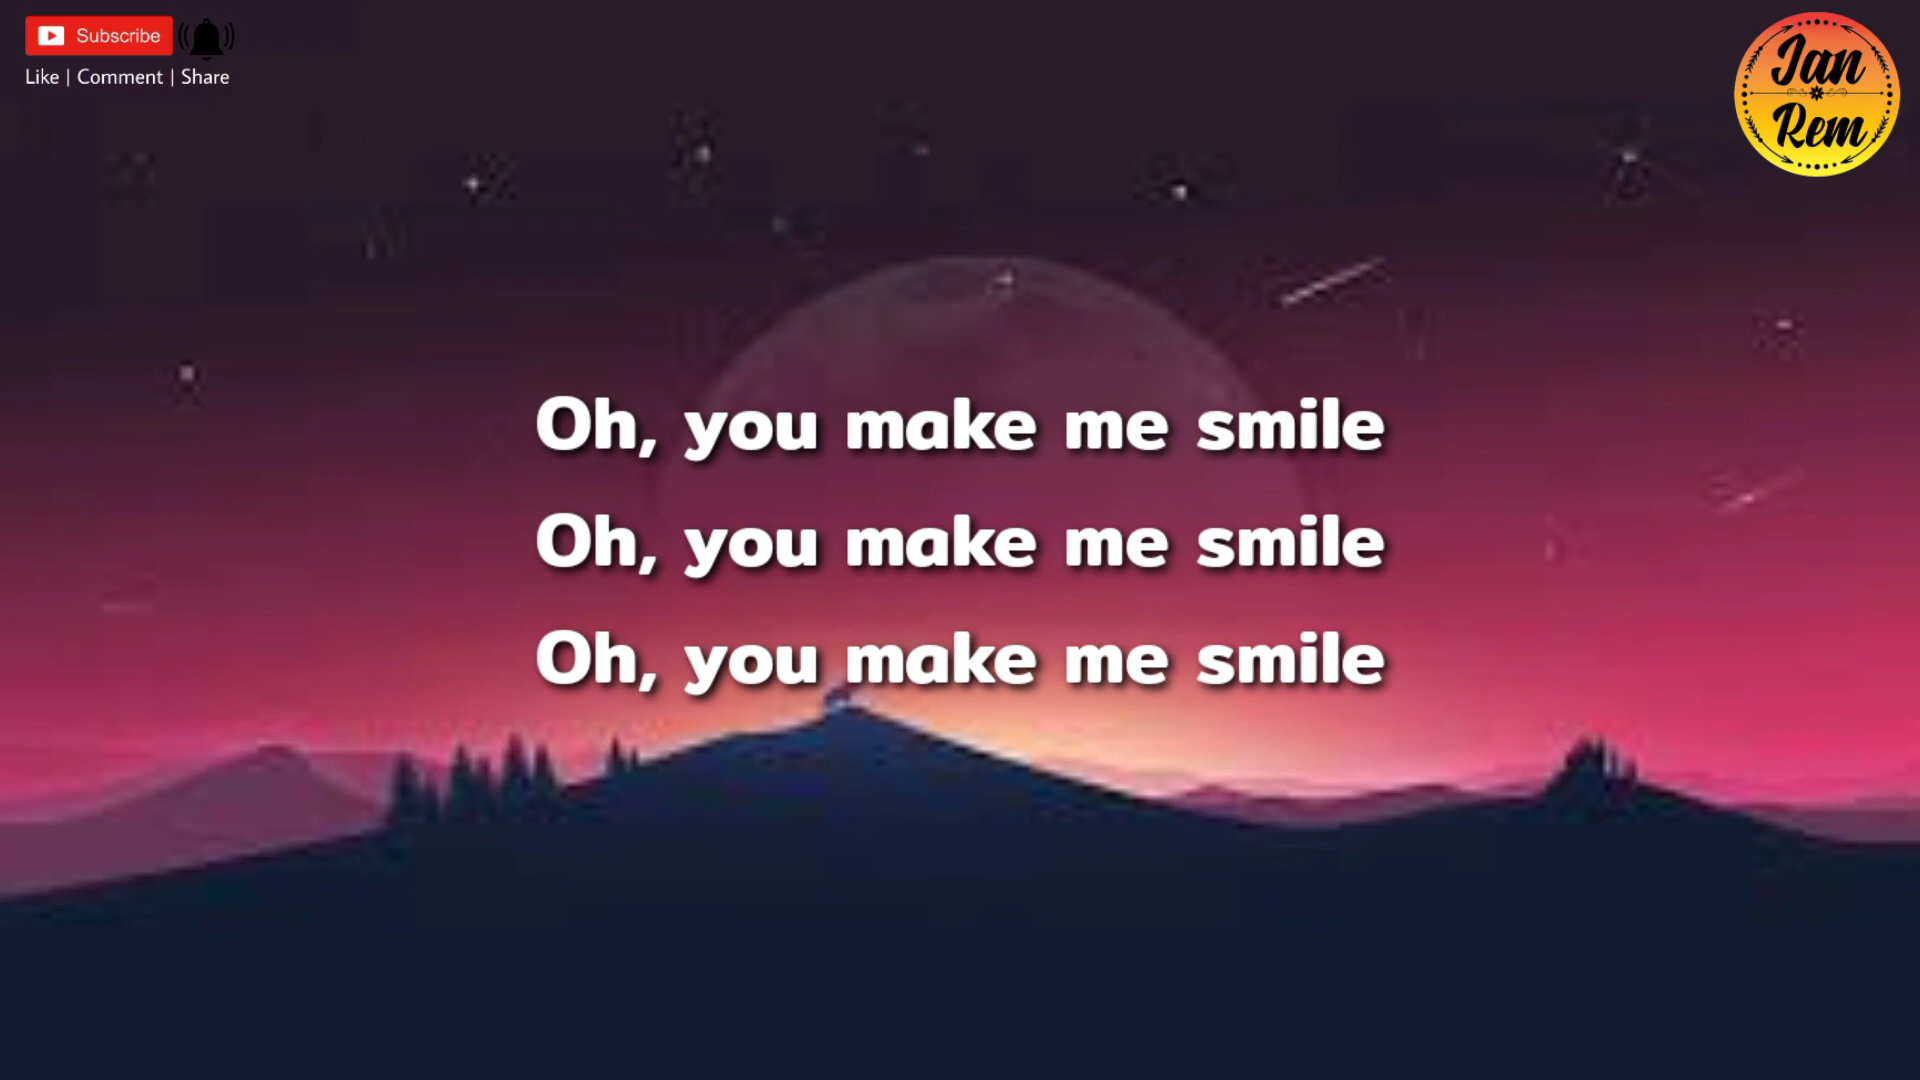 Subscribe
Like | Comment | Share
Jan
Rem
Oh, you make me smile
Oh, you make me smile
Oh, you make me smile